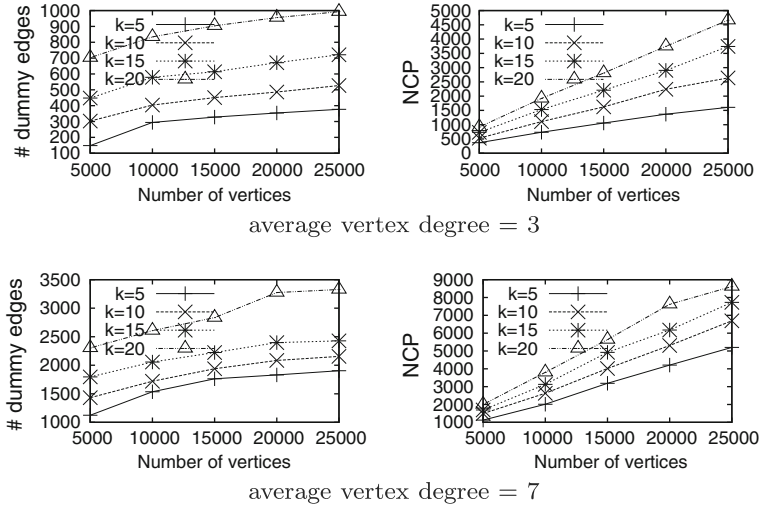 # dummy edges
1000
900
800
700
600
500
400
300
200
100
k=5
k=10
k=15
k=20
5000 10000 15000 20000 25000
Number of vertices
NCP
5000
4500
4000
3500
3000
2500
2000
1500
1000
500
0
k=5
k=10
k=15
k=20
5000 10000 15000 20000 25000
Number of vertices
average vertex degree = 3
# dummy edges
3500
3000
2500
2000
1500
1000
k=5
k=10
k=15
k=20
5000 10000 15000 20000 25000
Number of vertices
NCP
9000
8000
7000
6000
5000
4000
3000
2000
1000
k=5
k=10
k=15
k=20
5000 10000 15000 20000 25000
Number of vertices
average vertex degree = 7